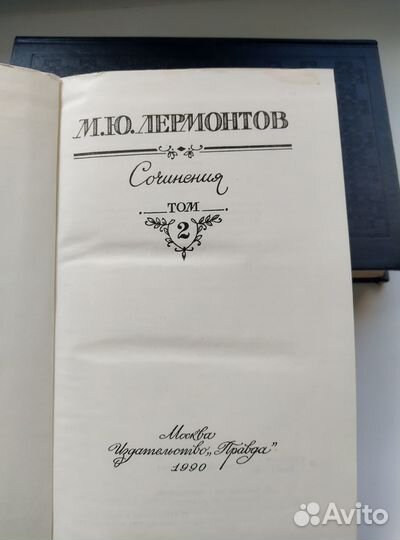 М.Ю.ЛЕРМОНТОВ
Сочинения
ТОМ
2
Москва
Издательство „Правда"
1990
Avito